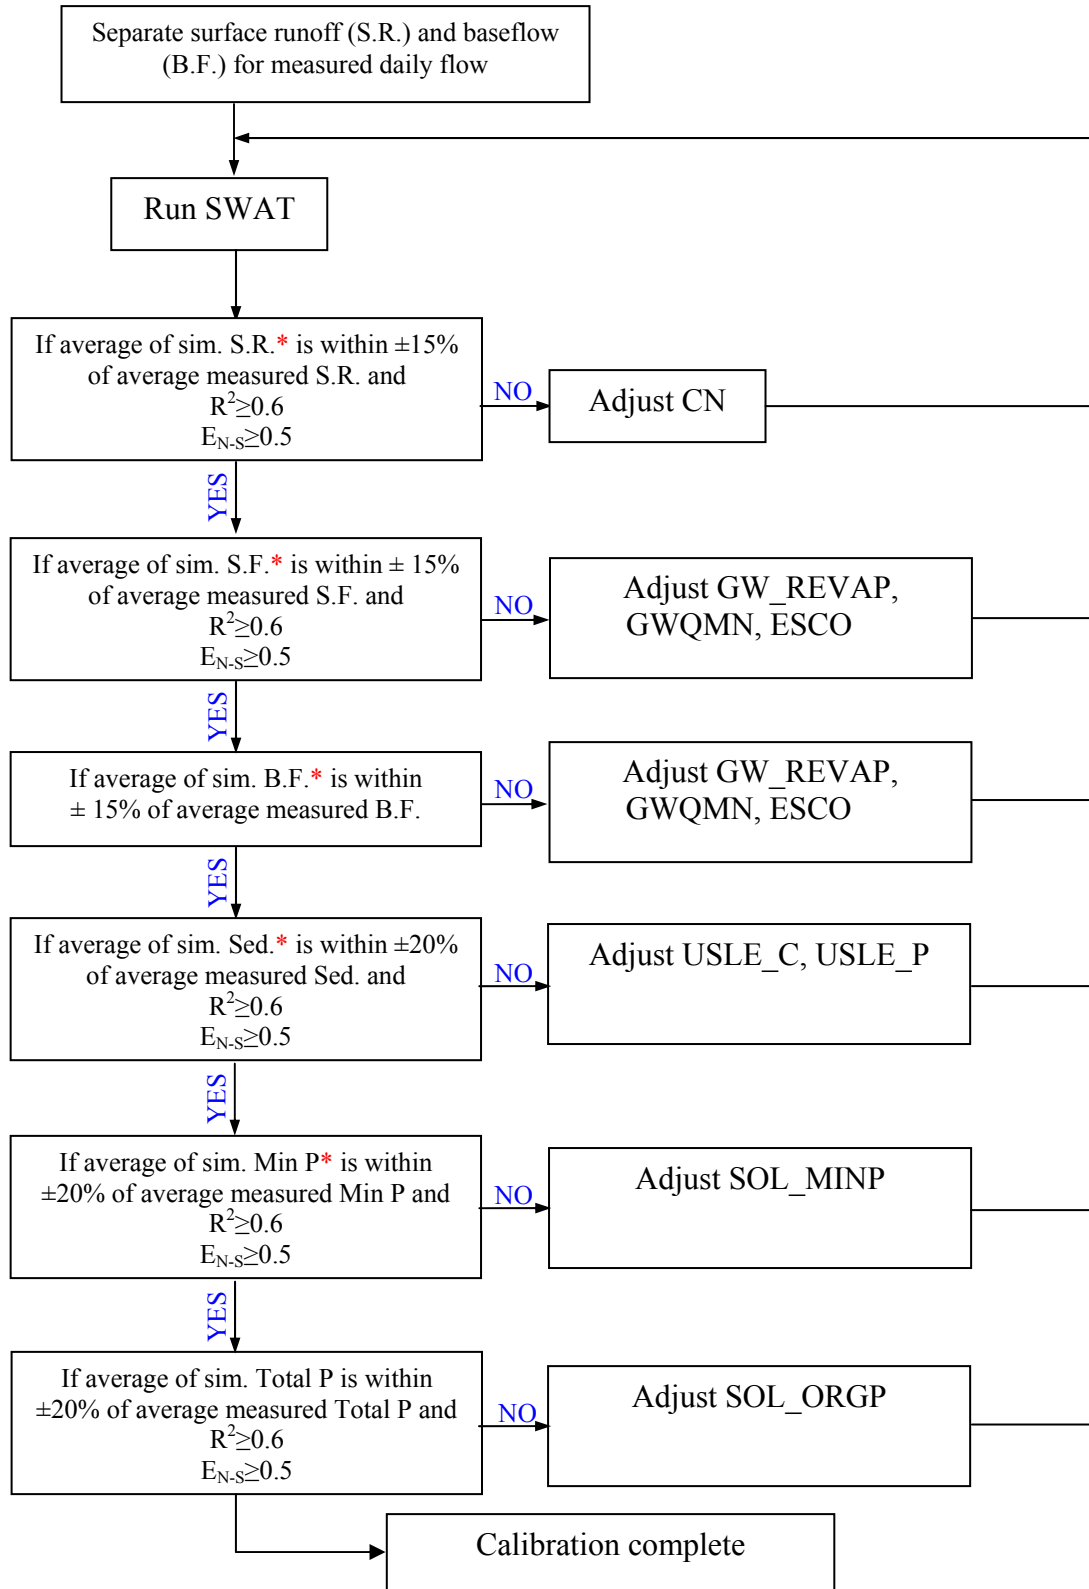 Separate surface runoff (S.R.) and baseflow
(B.F.) for measured daily flow
Run SWAT
If average of sim. S.R.* is within ±15%
of average measured S.R. and
R²≥0.6
E_N-S≥0.5
NO
Adjust CN
YES
If average of sim. S.F.* is within ± 15%
of average measured S.F. and
R²≥0.6
E_N-S≥0.5
NO
Adjust GW_REVAP,
GWQMN, ESCO
YES
If average of sim. B.F.* is within
± 15% of average measured B.F.
NO
Adjust GW_REVAP,
GWQMN, ESCO
YES
If average of sim. Sed.* is within ±20%
of average measured Sed. and
R²≥0.6
E_N-S≥0.5
NO
Adjust USLE_C, USLE_P
YES
If average of sim. Min P* is within
±20% of average measured Min P and
R²≥0.6
E_N-S≥0.5
NO
Adjust SOL_MINP
YES
If average of sim. Total P is within
±20% of average measured Total P and
R²≥0.6
E_N-S≥0.5
NO
Adjust SOL_ORGP
Calibration complete